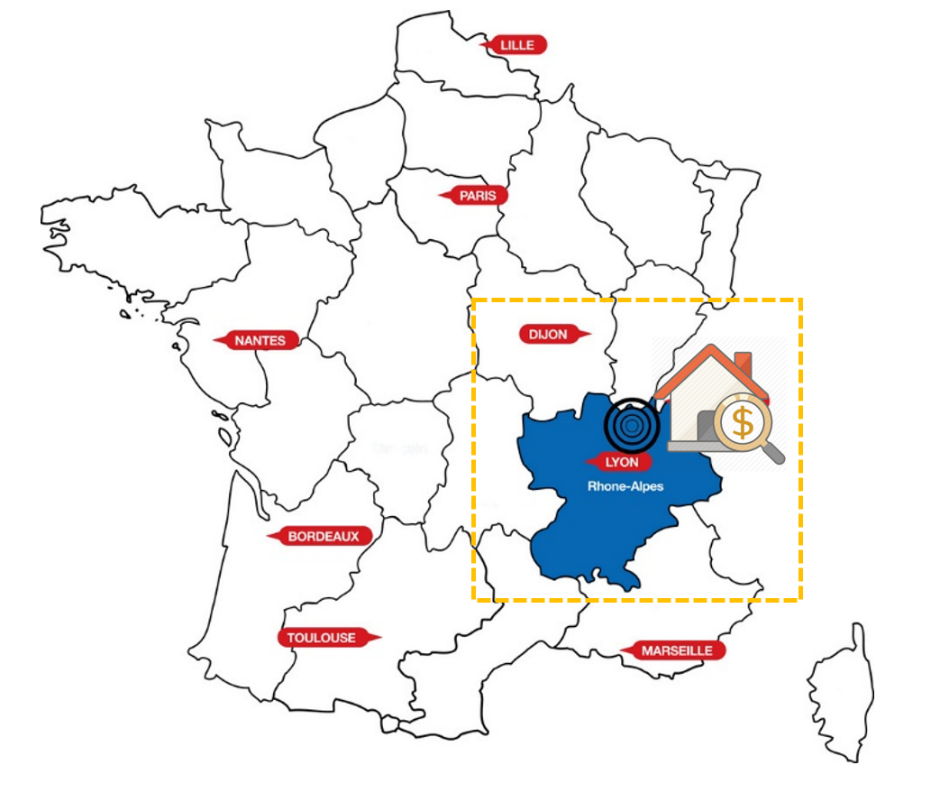 LILLE
PARIS
DIJON
NANTES
$
LYON
Rhone-Alpes
BORDEAUX
TOULOUSE
MARSEILLE